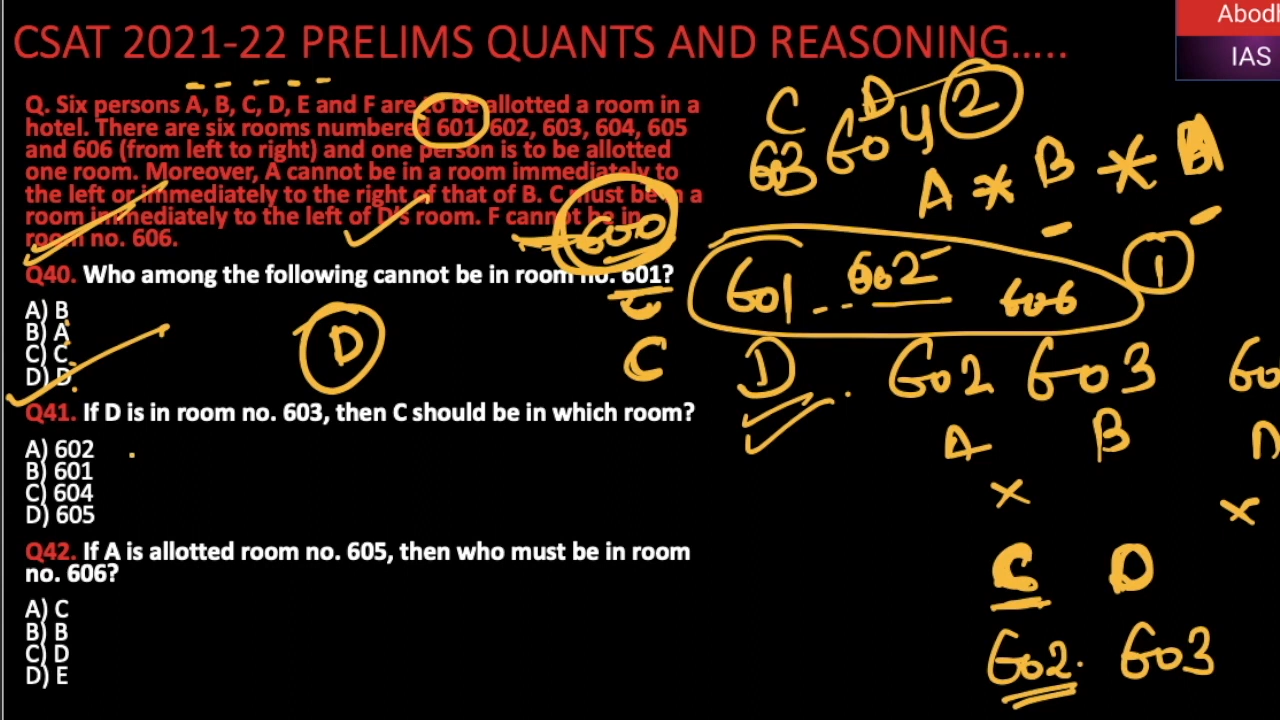 CSAT 2021-22 PRELIMS QUANTS AND REASONING.....
Abodh
IAS
Q. Six persons A, B, C, D, E and F are to be allotted a room in a
hotel. There are six rooms numbered 601, 602, 603, 604, 605
and 606 (from left to right) and one person is to be allotted
one room. Moreover, A cannot be in a room immediately to
the left or immediately to the right of that of B. C must be in a
room immediately to the left of D's room. F cannot be in
room no. 606.
Q40. Who among the following cannot be in room no. 601?
A) B
B) A
C) C
D) D
Q41. If D is in room no. 603, then C should be in which room?
A) 602
B) 601
C) 604
D) 605
Q42. If A is allotted room no. 605, then who must be in room
no. 606?
A) C
B) B
C) D
D) E
C D 2
603 604
A * B *
600
601 .. 602 606 1
D
C D 602 603 60
A B
x x
C D
602. 603